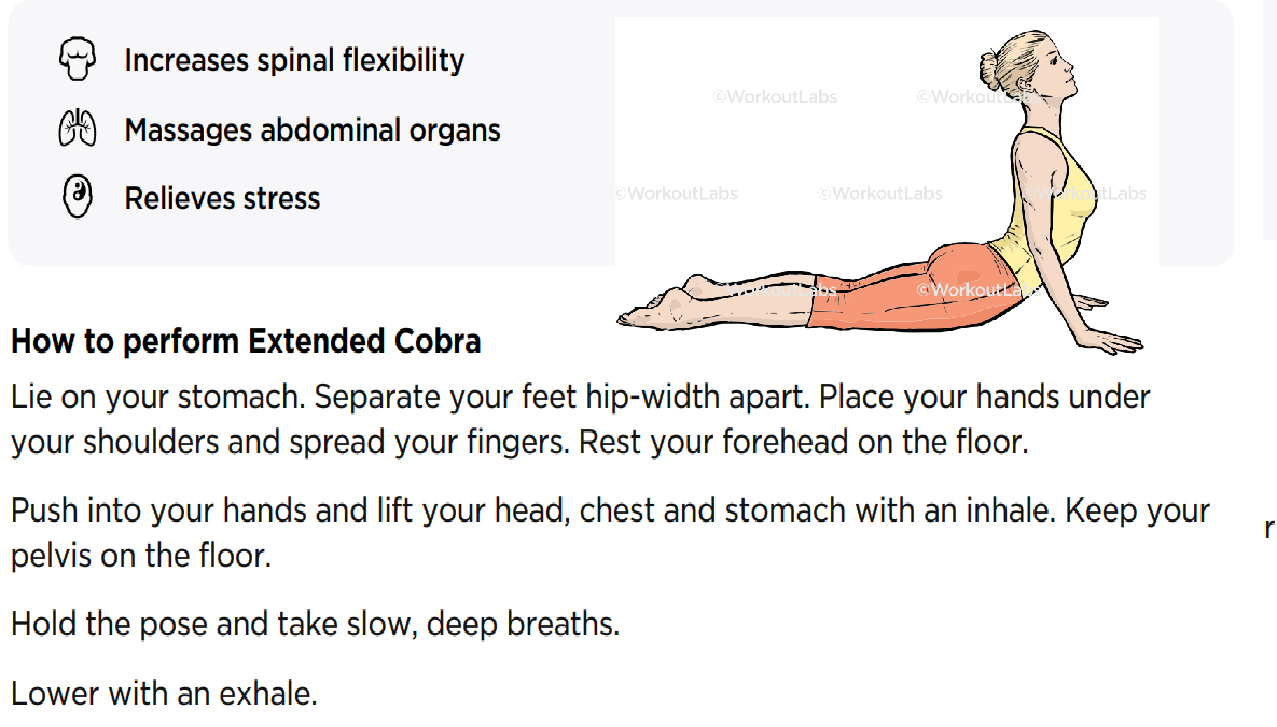 Increases spinal flexibility
Massages abdominal organs
Relieves stress
©WorkoutLabs ©WorkoutLabs
©WorkoutLabs ©WorkoutLabs ©WorkoutLabs
©WorkoutLabs ©WorkoutLabs
How to perform Extended Cobra
Lie on your stomach. Separate your feet hip-width apart. Place your hands under
your shoulders and spread your fingers. Rest your forehead on the floor.
Push into your hands and lift your head, chest and stomach with an inhale. Keep your
pelvis on the floor.
r
Hold the pose and take slow, deep breaths.
Lower with an exhale.